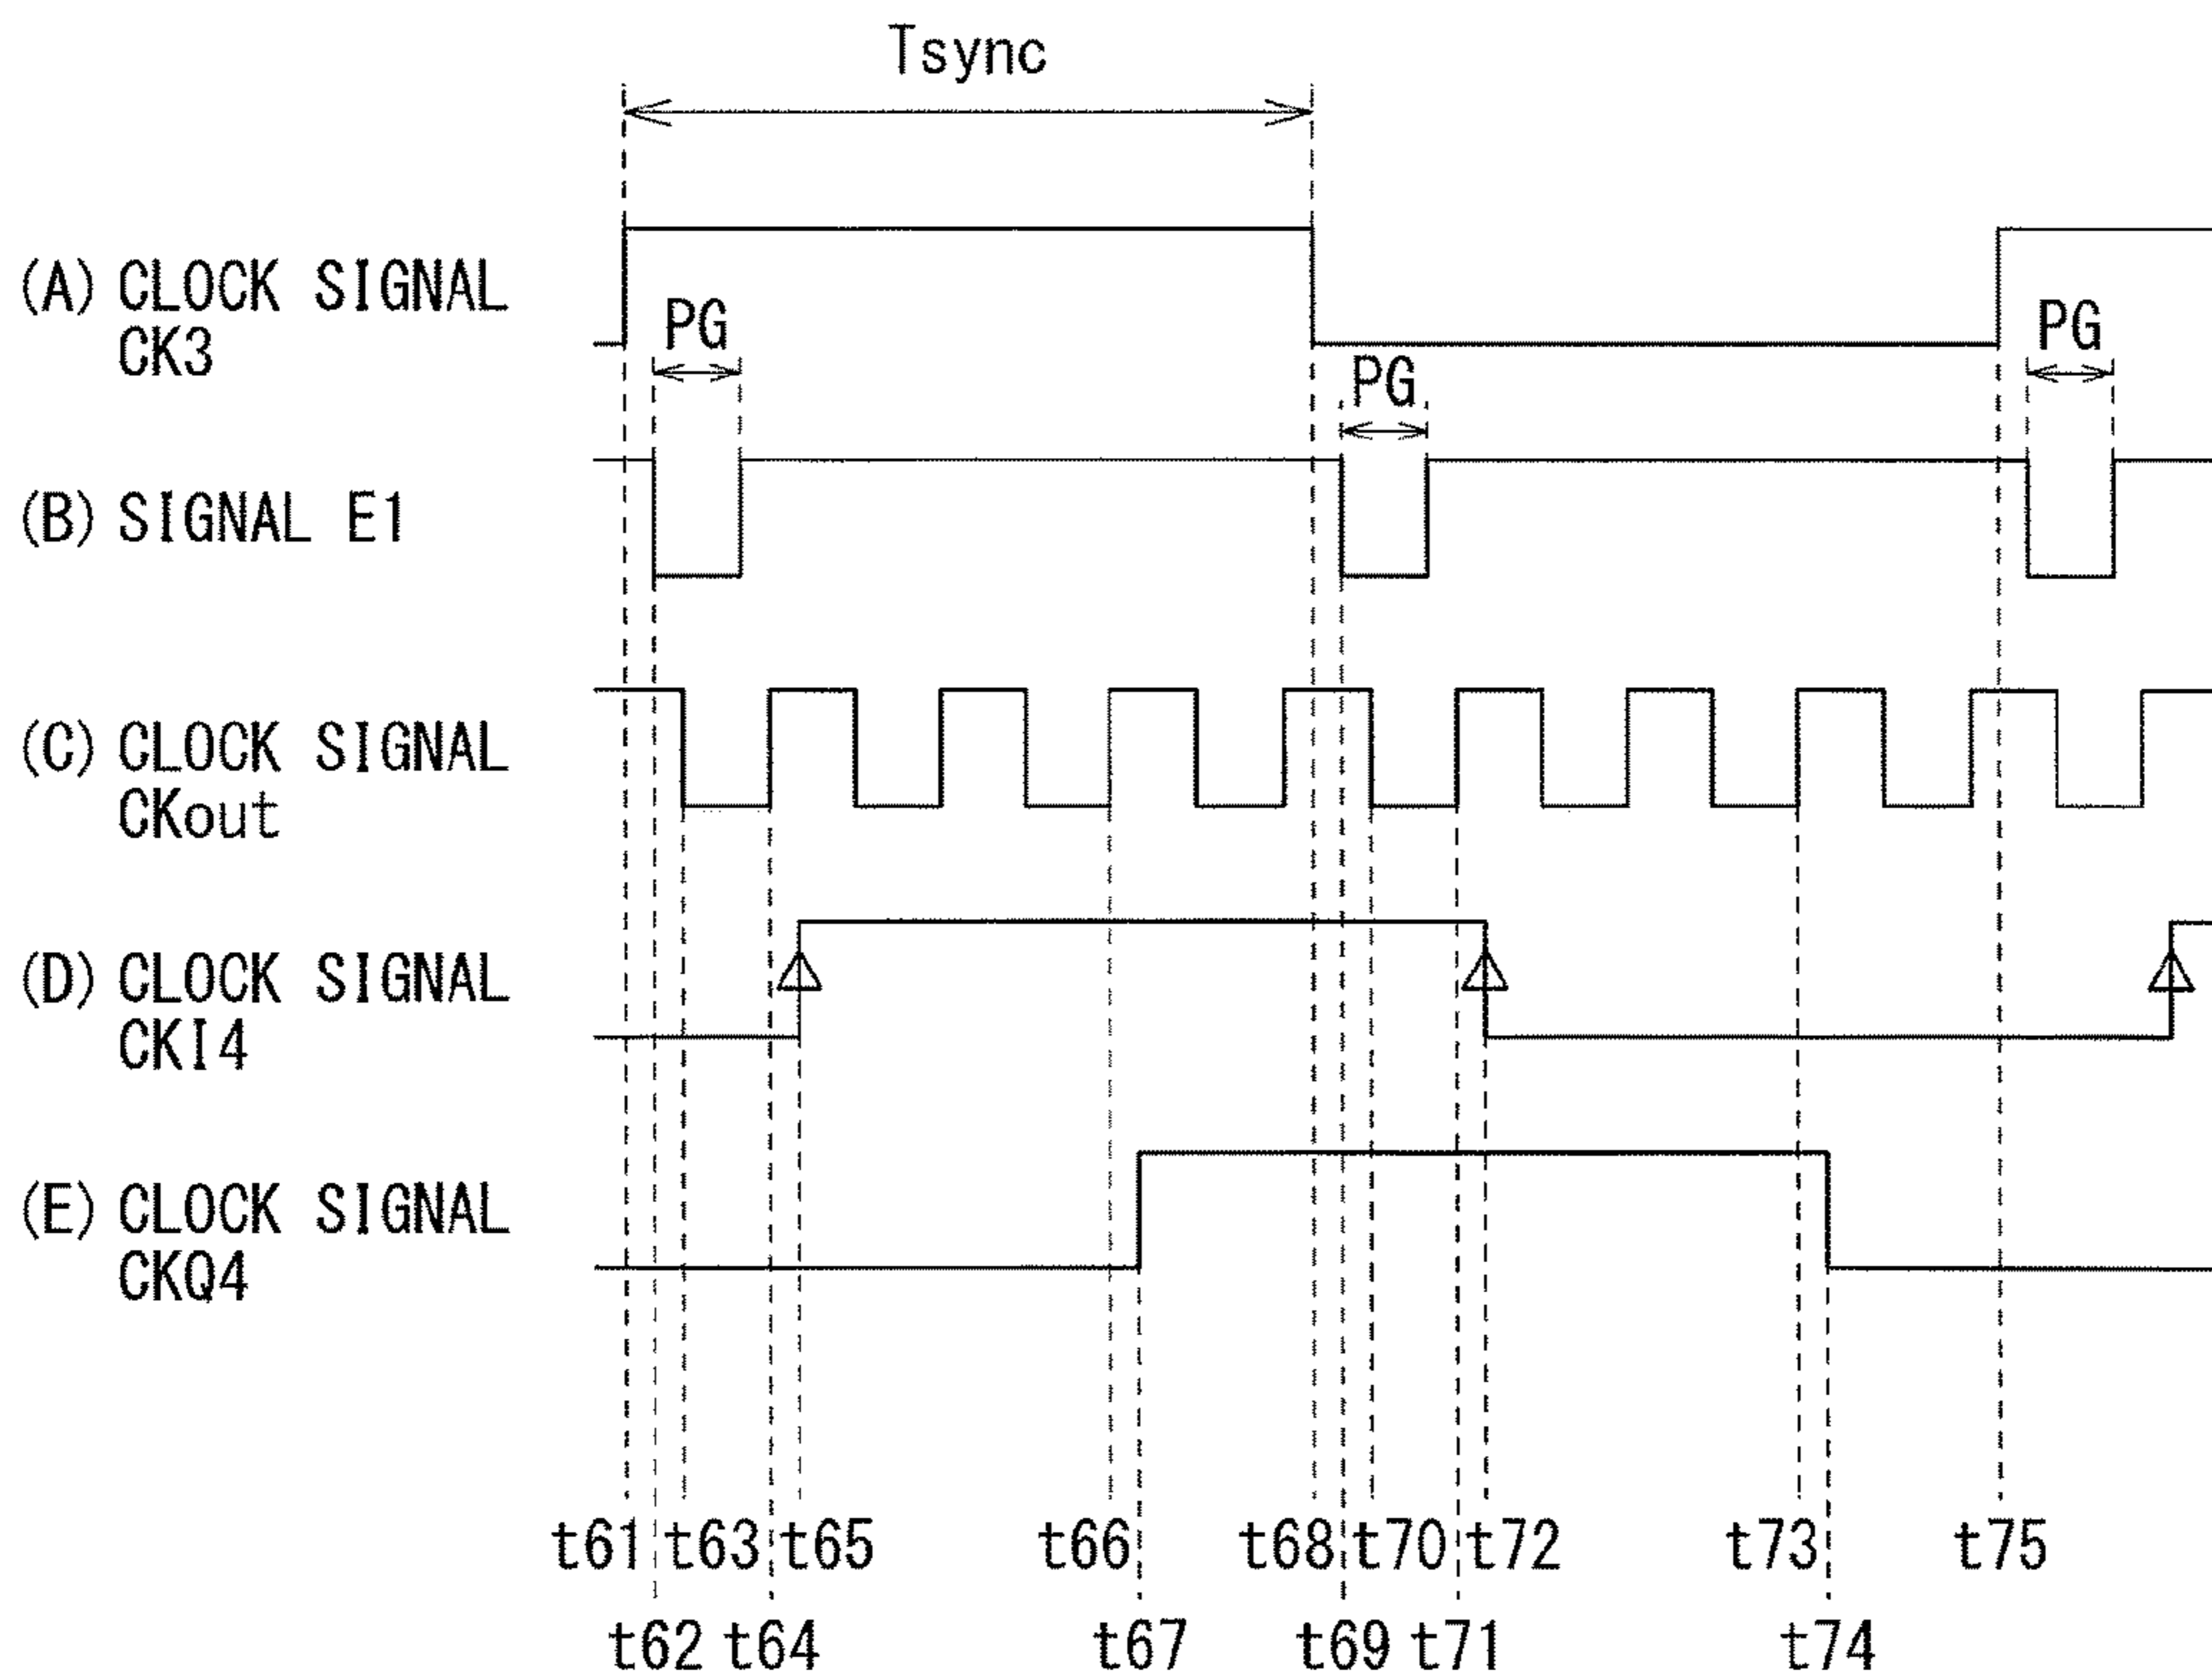 Tsync
(A) CLOCK SIGNAL
CK3
PG
PG
PG
(B) SIGNAL E1
(C) CLOCK SIGNAL
CKout
(D) CLOCK SIGNAL
CKI4
(E) CLOCK SIGNAL
CKQ4
t61 t63 t65 t66 t68 t70 t72 t73 t75
t62 t64 t67 t69 t71 t74